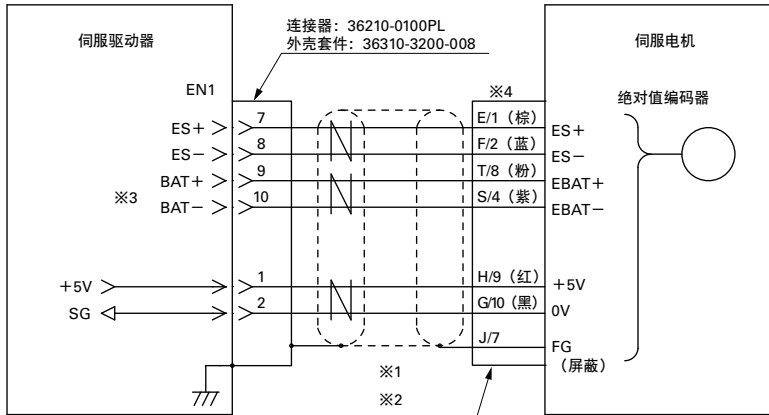 连接器：36210-0100PL
外壳套件：36310-3200-008
伺服驱动器
伺服电机
EN1
※4
绝对值编码器
ES+ 7 E/1（棕） ES+
ES− 8 F/2（蓝） ES−
BAT+ 9 T/8（粉） EBAT+
※3 BAT− 10 S/4（紫） EBAT−
+5V 1 H/9（红） +5V
SG 2 G/10（黑） 0V
J/7 FG
（屏蔽）
※1
※2